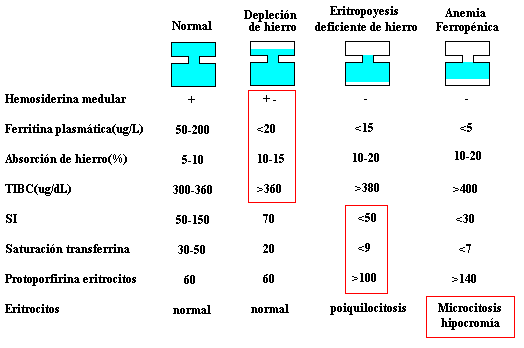 Normal Depleción de hierro Eritropoyesis deficiente de hierro Anemia Ferropénica
Hemosiderina medular + + - - -
Ferritina plasmática(ug/L) 50-200 <20 <15 <5
Absorción de hierro(%) 5-10 10-15 10-20 10-20
TIBC(ug/dL) 300-360 >360 >380 >400
SI 50-150 70 <50 <30
Saturación transferrina 30-50 20 <9 <7
Protoporfirina eritrocitos 60 60 >100 >140
Eritrocitos normal normal poiquilocitosis Microcitosis hipocromía